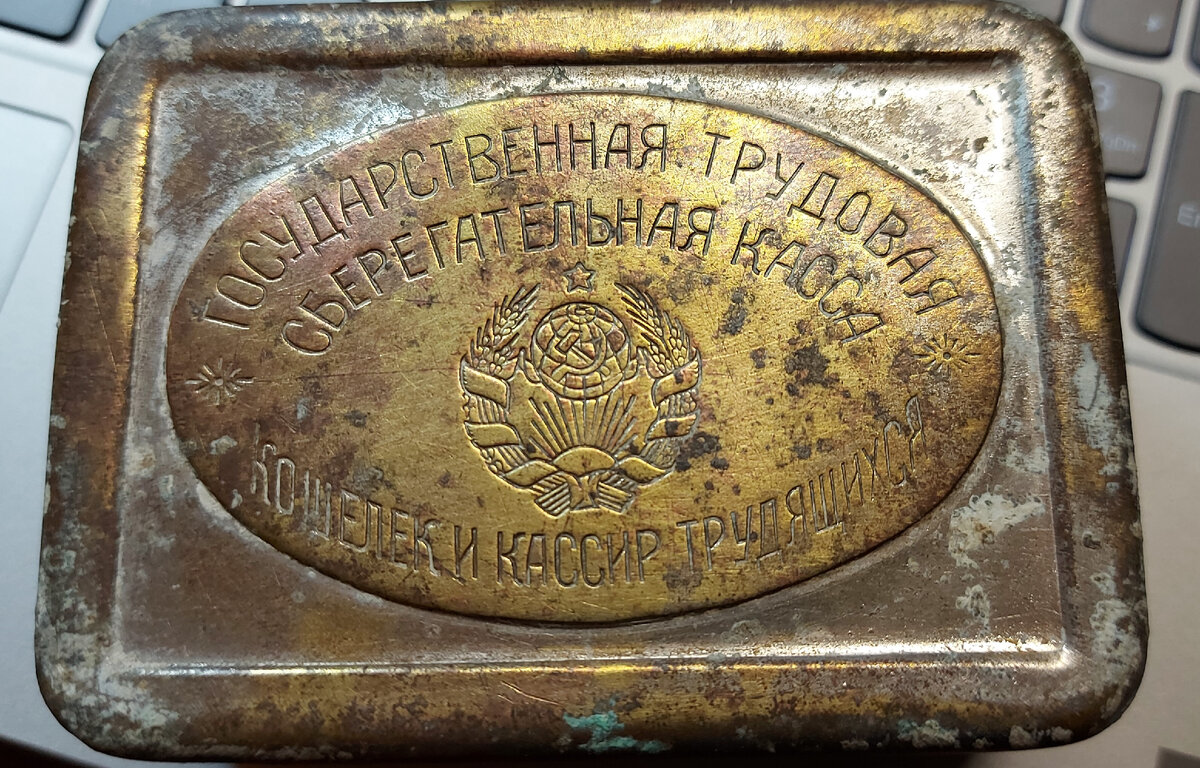 ГОСУДАРСТВЕННАЯ ТРУДОВАЯ
СБЕРЕГАТЕЛЬНАЯ КАССА
КОШЕЛЕК И КАССИР ТРУДЯЩИХСЯ